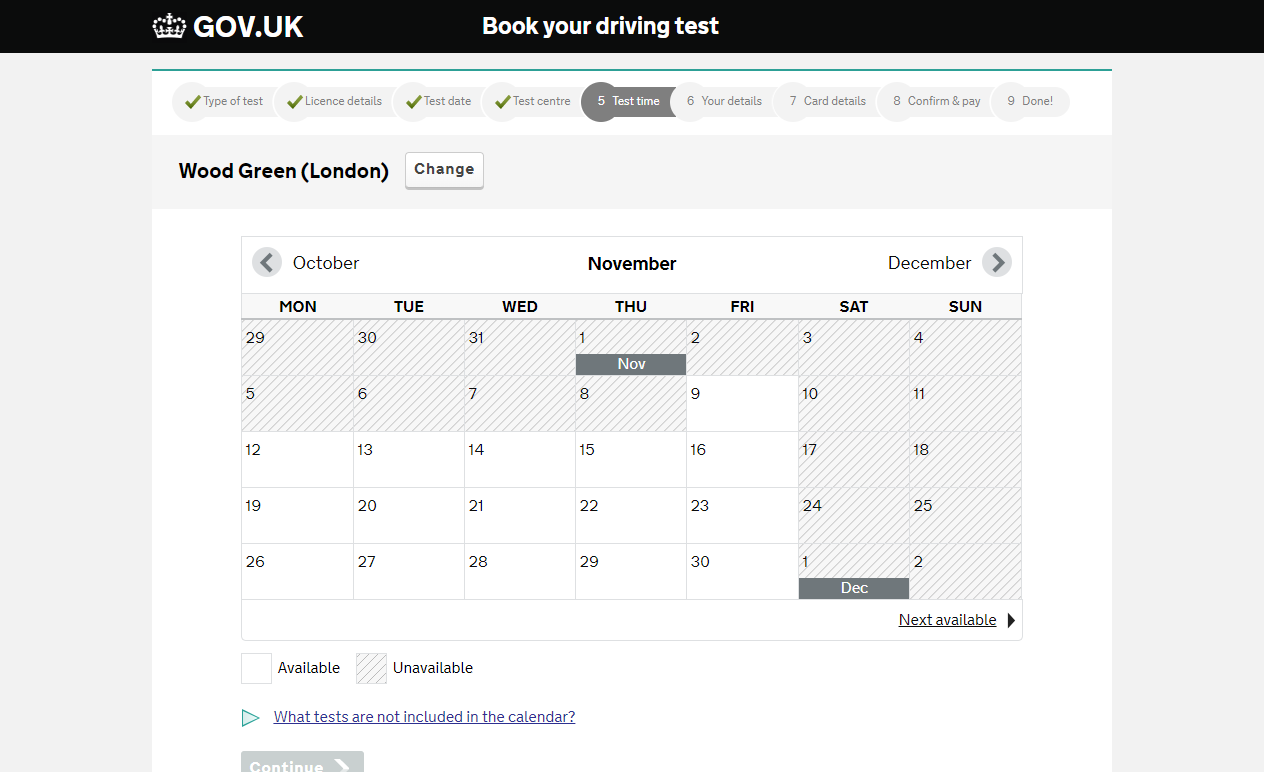 GOV.UK Book your driving test
Type of test Licence details Test date Test centre 5 Test time 6 Your details 7 Card details 8 Confirm & pay 9 Done!
Wood Green (London) Change
October November December
MON TUE WED THU FRI SAT SUN
29 30 31 1 2 3 4
Nov
5 6 7 8 9 10 11
12 13 14 15 16 17 18
19 20 21 22 23 24 25
26 27 28 29 30 1 2
Dec
Next available
Available Unavailable
What tests are not included in the calendar?
Continue